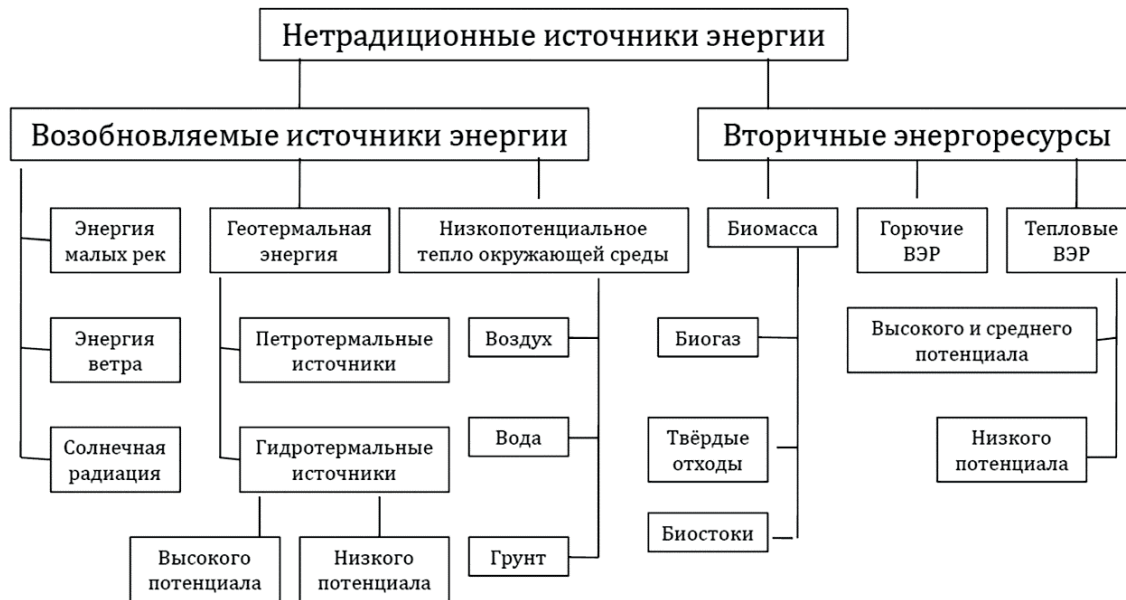 Нетрадиционные источники энергии
Возобновляемые источники энергии
Вторичные энергоресурсы
Энергия
малых рек
Геотермальная
энергия
Низкопотенциальное
тепло окружающей среды
Биомасса
Горючие
ВЭР
Тепловые
ВЭР
Энергия
ветра
Петротермальные
источники
Воздух
Биогаз
Высокого и среднего
потенциала
Солнечная
радиация
Гидротермальные
источники
Вода
Твёрдые
отходы
Низкого
потенциала
Высокого
потенциала
Низкого
потенциала
Грунт
Биостоки